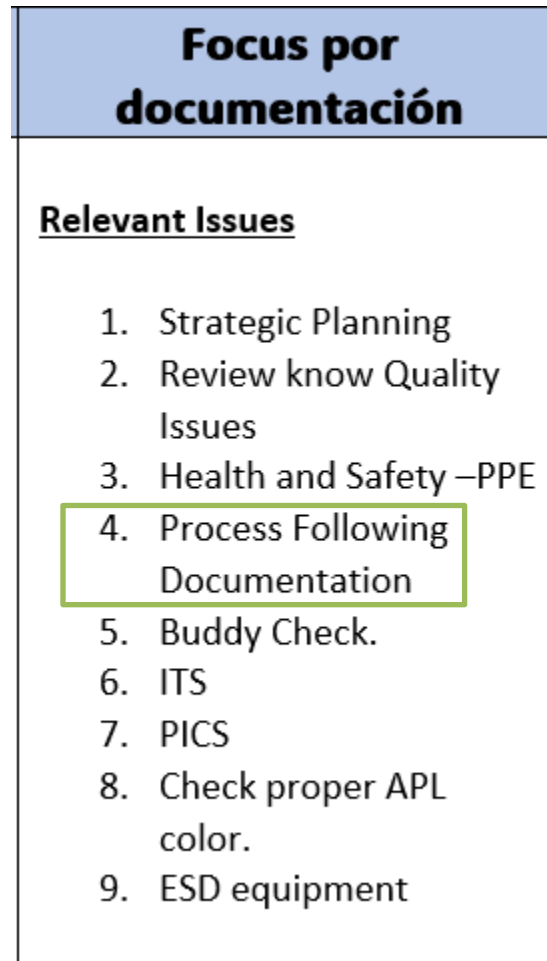 Focus por
documentación
Relevant Issues
1. Strategic Planning
2. Review know Quality
Issues
3. Health and Safety –PPE
4. Process Following
Documentation
5. Buddy Check.
6. ITS
7. PICS
8. Check proper APL
color.
9. ESD equipment